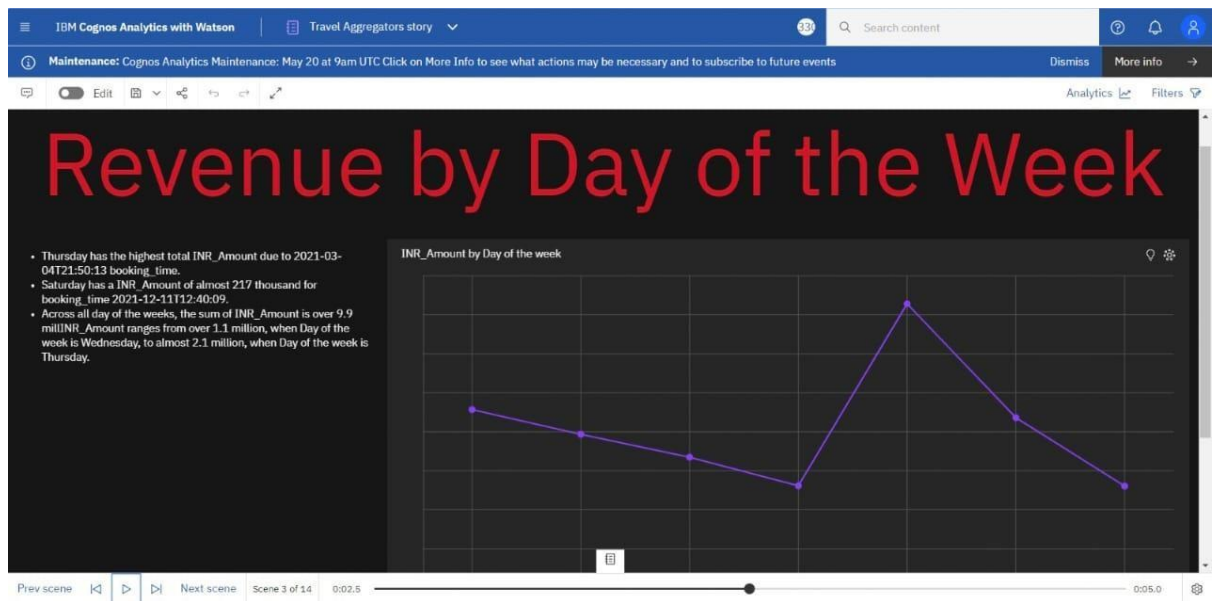 IBM Cognos Analytics with Watson
Travel Aggregators story
Search content
Maintenance: Cognos Analytics Maintenance: May 20 at 9am UTC Click on More Info to see what actions may be necessary and to subscribe to future events
Dismiss
More info
Edit
Analytics
Filters
Revenue by Day of the Week
• Thursday has the highest total INR_Amount due to 2021-03-
04T21:50:13 booking_time.
• Saturday has a INR_Amount of almost 217 thousand for
booking_time 2021-12-11T12:40:09.
• Across all day of the weeks, the sum of INR_Amount is over 9.9
millINR_Amount ranges from over 1.1 million, when Day of the
week is Wednesday, to almost 2.1 million, when Day of the week is
Thursday.
INR_Amount by Day of the week
Prev scene
Next scene
Scene 3 of 14
0:02.5
0:05.0